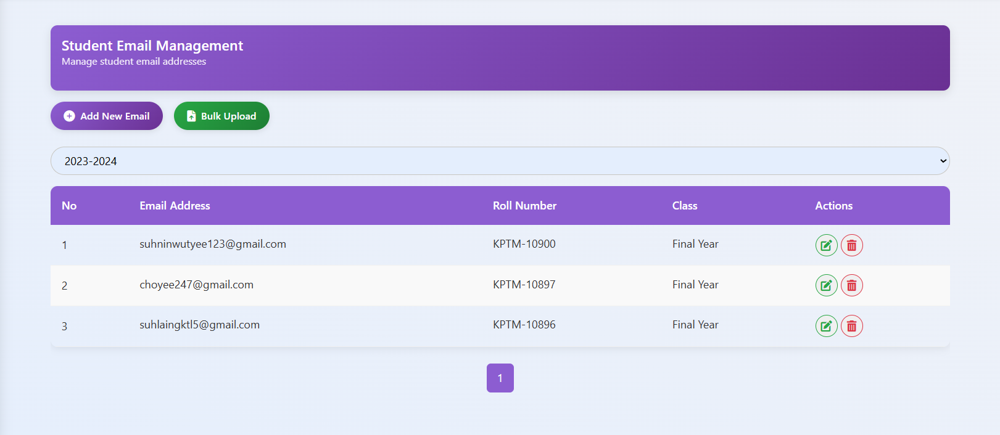 Student Email Management
Manage student email addresses
Add New Email Bulk Upload
2023-2024
No Email Address Roll Number Class Actions
1 suhninwutyee123@gmail.com KPTM-10900 Final Year
2 choyee247@gmail.com KPTM-10897 Final Year
3 suhlaingktl5@gmail.com KPTM-10896 Final Year
1